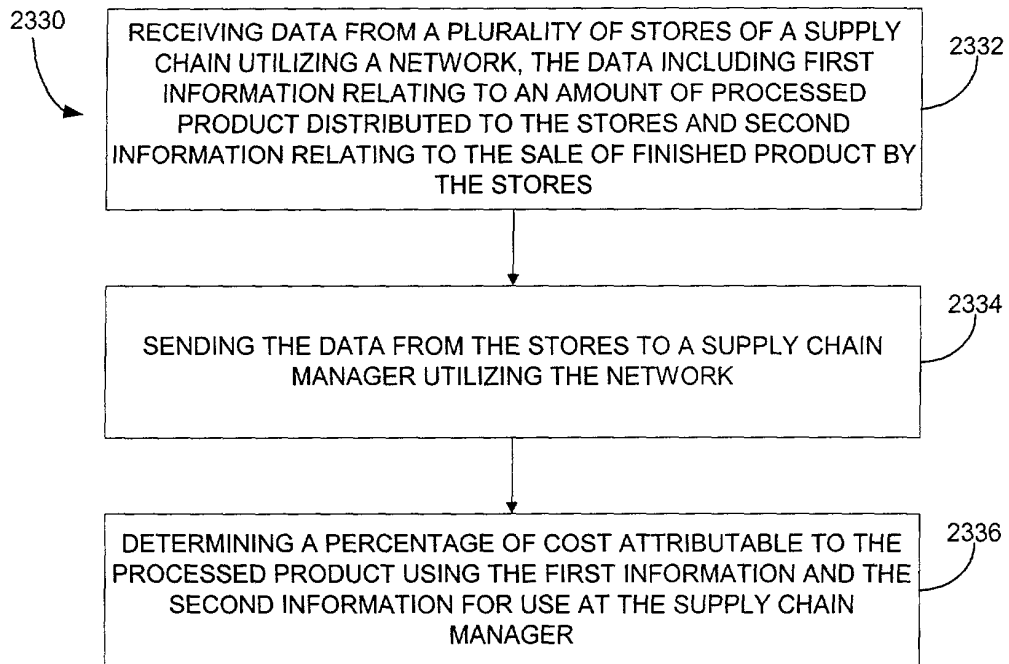 2330
RECEIVING DATA FROM A PLURALITY OF STORES OF A SUPPLY
CHAIN UTILIZING A NETWORK, THE DATA INCLUDING FIRST
INFORMATION RELATING TO AN AMOUNT OF PROCESSED
PRODUCT DISTRIBUTED TO THE STORES AND SECOND
INFORMATION RELATING TO THE SALE OF FINISHED PRODUCT BY
THE STORES
2332
SENDING THE DATA FROM THE STORES TO A SUPPLY CHAIN
MANAGER UTILIZING THE NETWORK
2334
DETERMINING A PERCENTAGE OF COST ATTRIBUTABLE TO THE
PROCESSED PRODUCT USING THE FIRST INFORMATION AND THE
SECOND INFORMATION FOR USE AT THE SUPPLY CHAIN
MANAGER
2336